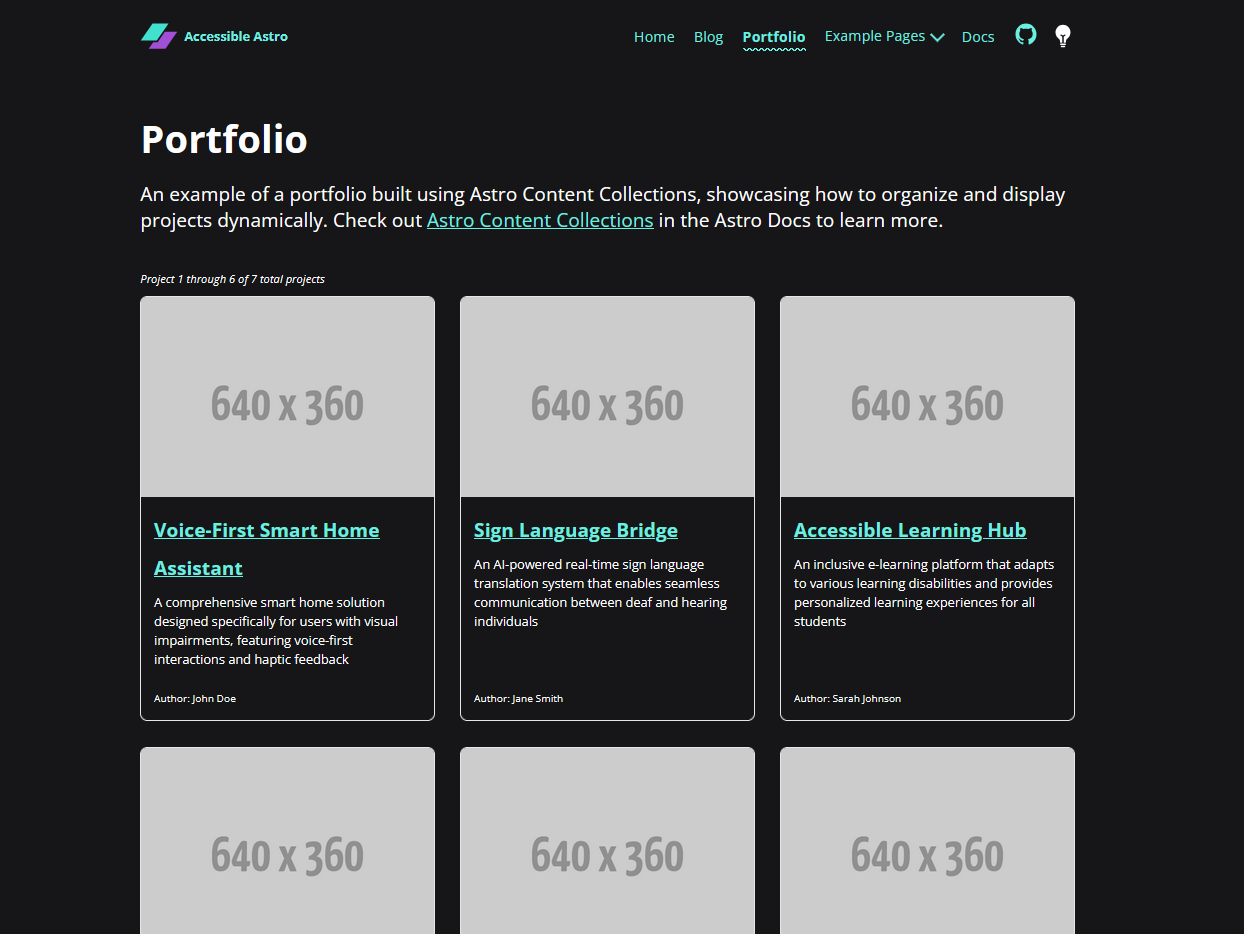 Accessible Astro
Home Blog Portfolio Example Pages Docs
Portfolio
An example of a portfolio built using Astro Content Collections, showcasing how to organize and display
projects dynamically. Check out Astro Content Collections in the Astro Docs to learn more.
Project 1 through 6 of 7 total projects
640 x 360
Voice-First Smart Home
Assistant
A comprehensive smart home solution
designed specifically for users with visual
impairments, featuring voice-first
interactions and haptic feedback
Author: John Doe
640 x 360
Sign Language Bridge
An AI-powered real-time sign language
translation system that enables seamless
communication between deaf and hearing
individuals
Author: Jane Smith
640 x 360
Accessible Learning Hub
An inclusive e-learning platform that adapts
to various learning disabilities and provides
personalized learning experiences for all
students
Author: Sarah Johnson
640 x 360
640 x 360
640 x 360